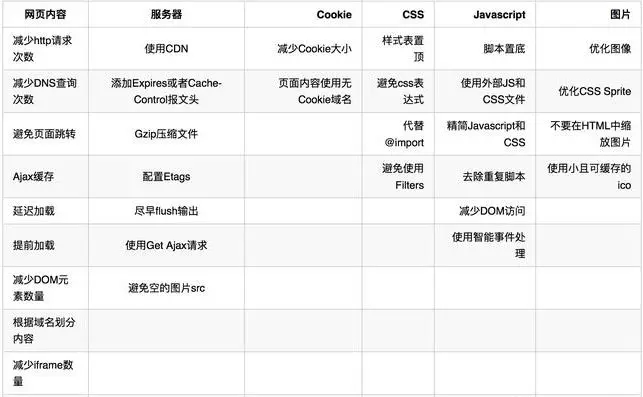 网页内容 服务器 Cookie CSS Javascript 图片
减少http请求
次数
使用CDN
减少Cookie大小
样式表置
顶
脚本置底
优化图像
减少DNS查询
次数
添加Expires或者Cache-
Control报文头
页面内容使用无
Cookie域名
避免css表
达式
使用外部JS和
CSS文件
优化CSS Sprite
避免页面跳转
Gzip压缩文件
代替
@import
精简Javascript和
CSS
不要在HTML中缩
放图片
Ajax缓存
配置Etags
避免使用
Filters
去除重复脚本
使用小且可缓存的
ico
延迟加载
尽早flush输出
减少DOM访问
提前加载
使用Get Ajax请求
使用智能事件处
理
减少DOM元
素数量
避免空的图片src
根据域名划分
内容
减少iframe数
量